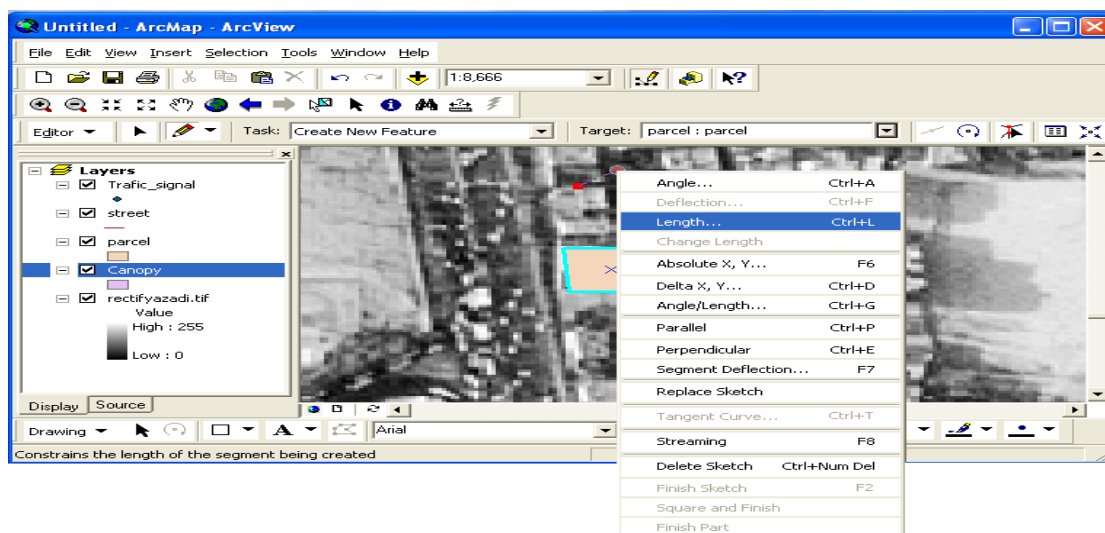 Untitled - ArcMap - ArcView
File Edit View Insert Selection Tools Window Help
1:8,666
Editor Task: Create New Feature Target: parcel : parcel
Layers
Trafic_signal
street
parcel
Canopy
rectifyazadi.tif
Value
High : 255
Low : 0
Display Source
Angle... Ctrl+A
Deflection... Ctrl+F
Length... Ctrl+L
Change Length
Absolute X, Y... F6
Delta X, Y... Ctrl+D
Angle/Length... Ctrl+G
Parallel Ctrl+P
Perpendicular Ctrl+E
Segment Deflection... F7
Replace Sketch
Tangent Curve... Ctrl+T
Streaming F8
Delete Sketch Ctrl+Num Del
Finish Sketch F2
Square and Finish
Finish Part
Drawing A Arial A
Constrains the length of the segment being created